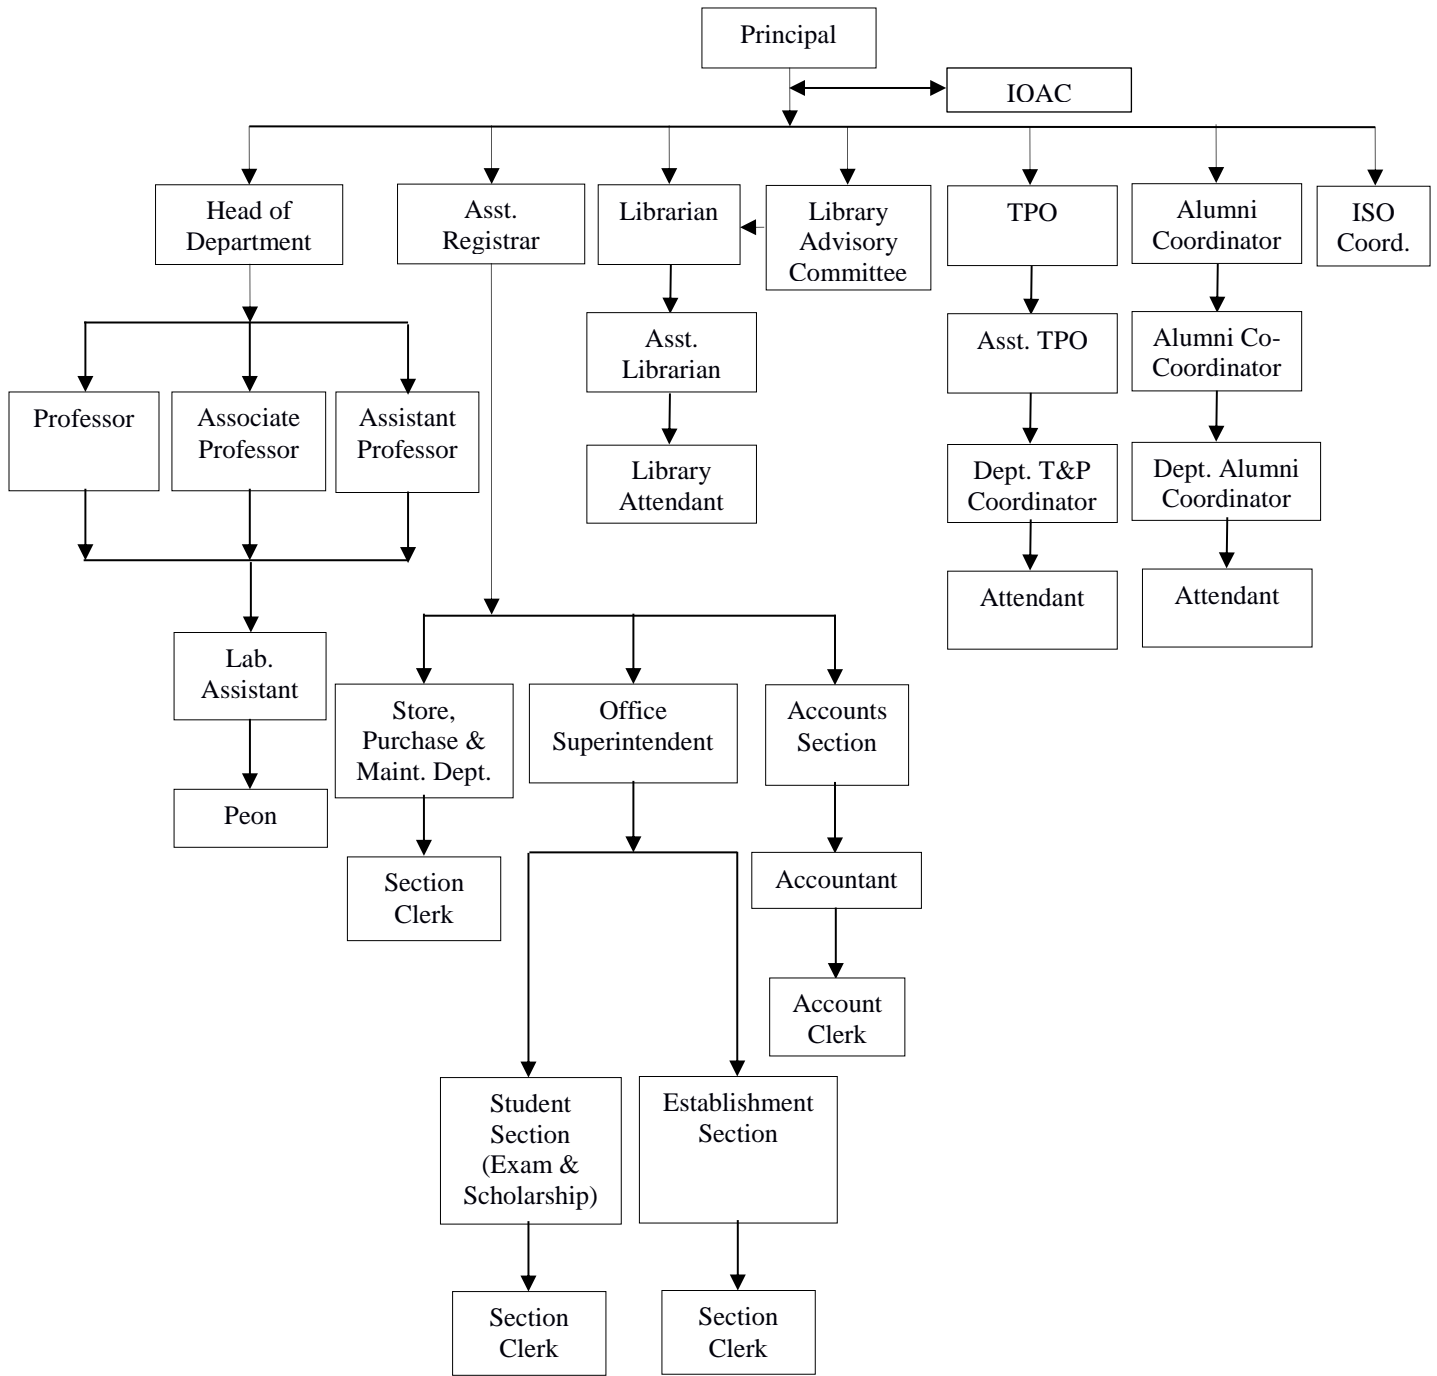 Principal
IOAC
Head of
Department
Asst.
Registrar
Librarian
Library
Advisory
Committee
TPO
Alumni
Coordinator
ISO
Coord.
Asst.
Librarian
Asst. TPO
Alumni Co-
Coordinator
Professor
Associate
Professor
Assistant
Professor
Library
Attendant
Dept. T&P
Coordinator
Dept. Alumni
Coordinator
Attendant
Attendant
Lab.
Assistant
Store,
Purchase &
Maint. Dept.
Office
Superintendent
Accounts
Section
Peon
Section
Clerk
Accountant
Account
Clerk
Student
Section
(Exam &
Scholarship)
Establishment
Section
Section
Clerk
Section
Clerk